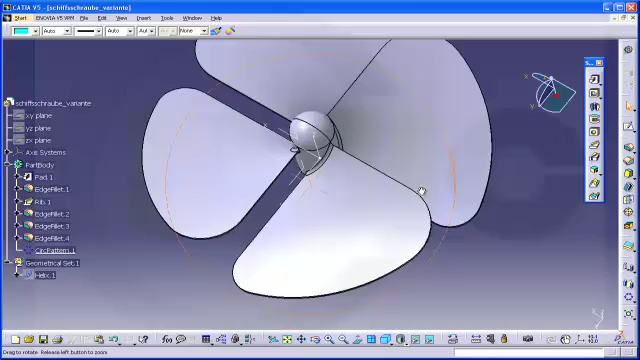 CATIA V5 - [schiffsschraube_variante]
Start ENOVIA V5 VPM File Edit View Insert Tools Window Help
Auto Auto Aut None
schiffsschraube_variante
xy plane
yz plane
zx plane
Axis Systems
PartBody
Pad.1
EdgeFillet.1
Rib.1
EdgeFillet.2
EdgeFillet.3
EdgeFillet.4
CircPattern.1
Geometrical Set.1
Helix.1
Drag to rotate. Release left button to zoom.